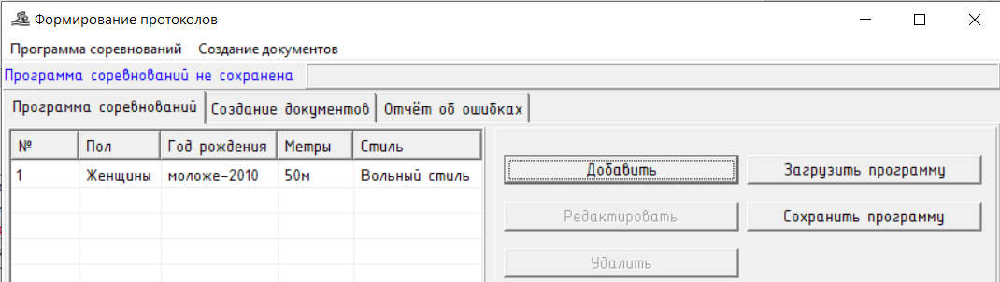 Формирование протоколов
Программа соревнований Создание документов
Программа соревнований не сохранена
Программа соревнований Создание документов Отчёт об ошибках
№ Пол Год рождения Метры Стиль
1 Женщины моложе-2010 50м Вольный стиль
Добавить Загрузить программу
Редактировать Сохранить программу
Удалить